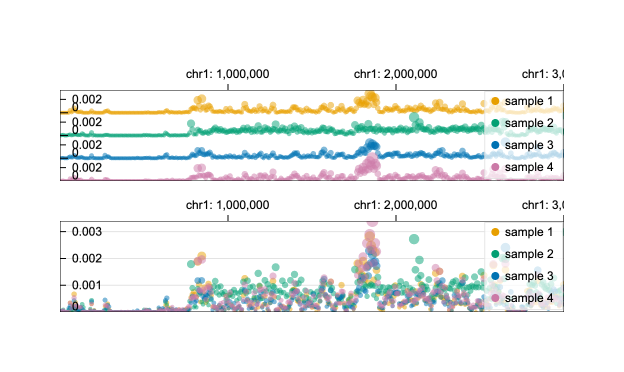 chr1: 1,000,000 chr1: 2,000,000 chr1: 3,0
0.002 sample 1
0
0.002 sample 2
0
0.002 sample 3
0
0.002 sample 4
0
chr1: 1,000,000 chr1: 2,000,000 chr1: 3,0
0.003 sample 1
sample 2
0.002
sample 3
0.001
sample 4
0